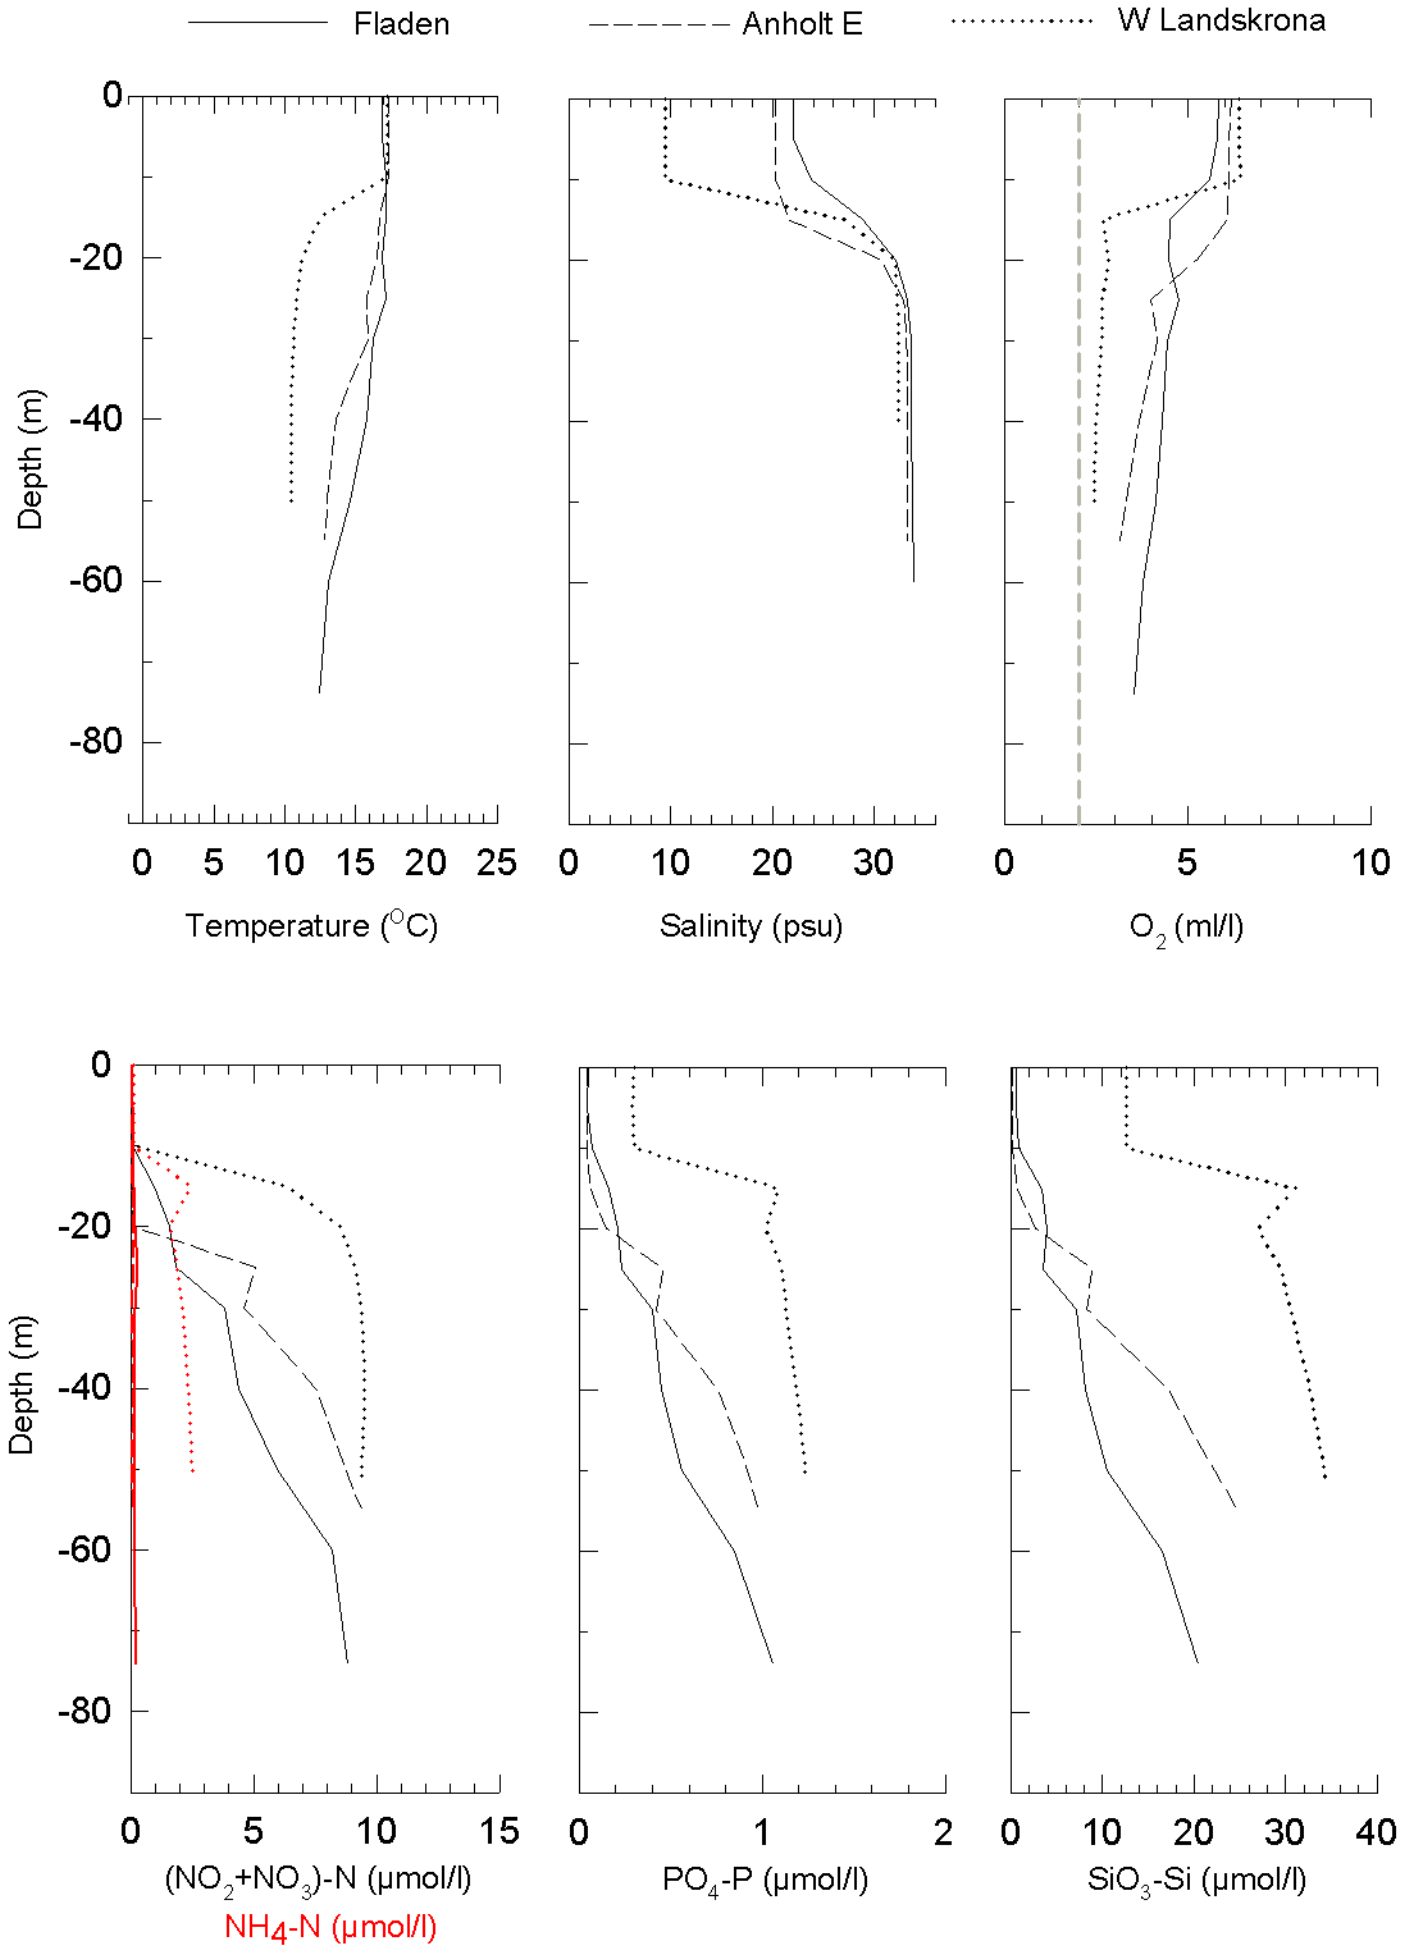 Fladen Anholt E W Landskrona
0
-20
-40
-60
-80
Depth (m)
0 5 10 15 20 25
Temperature (°C)
0 10 20 30
Salinity (psu)
0 5 10
O2 (ml/l)
0
-20
-40
-60
-80
Depth (m)
0 5 10 15
(NO2+NO3)-N (µmol/l)
NH4-N (µmol/l)
0 1 2
PO4-P (µmol/l)
0 10 20 30 40
SiO3-Si (µmol/l)